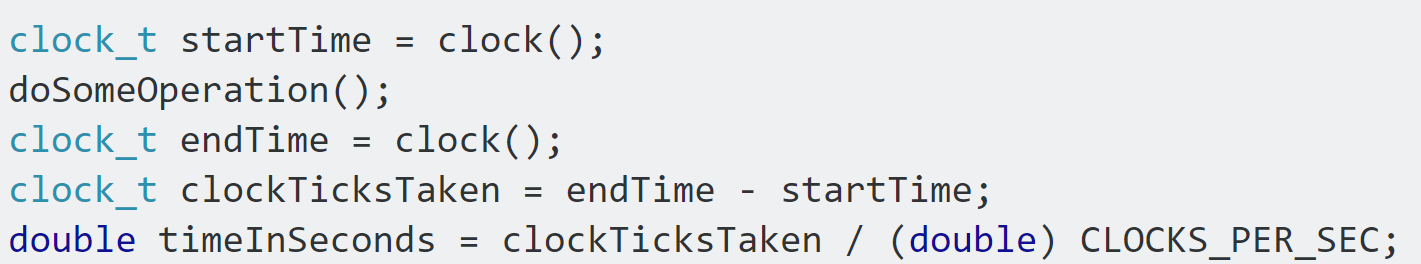 clock_t startTime = clock();
doSomeOperation();
clock_t endTime = clock();
clock_t clockTicksTaken = endTime - startTime;
double timeInSeconds = clockTicksTaken / (double) CLOCKS_PER_SEC;